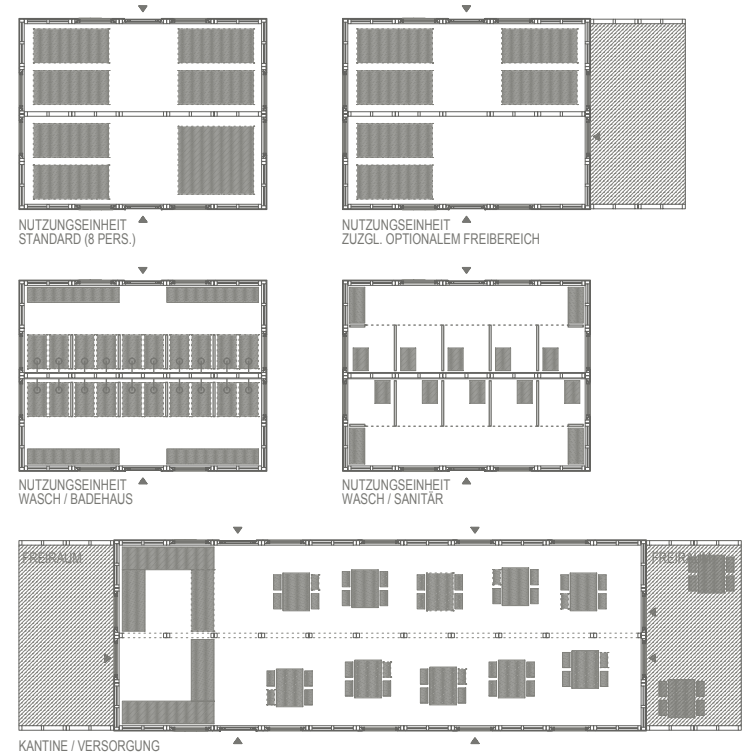 NUTZUNGSEINHEIT
STANDARD (8 PERS.)
NUTZUNGSEINHEIT
ZUZGL. OPTIONALEM FREIBEREICH
NUTZUNGSEINHEIT
WASCH / BADEHAUS
NUTZUNGSEINHEIT
WASCH / SANITÄR
FREIRAUM
FREIRAUM
KANTINE / VERSORGUNG